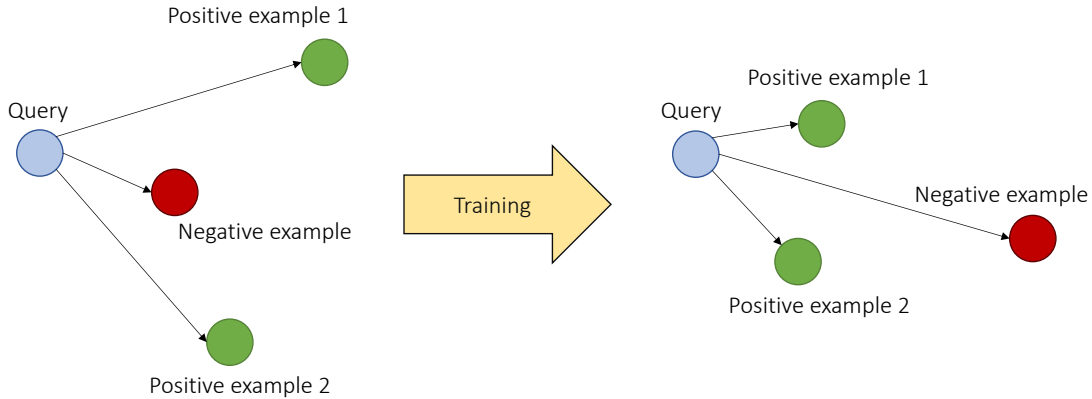 Positive example 1
Query
Negative example
Positive example 2
Training
Positive example 1
Query
Negative example
Positive example 2